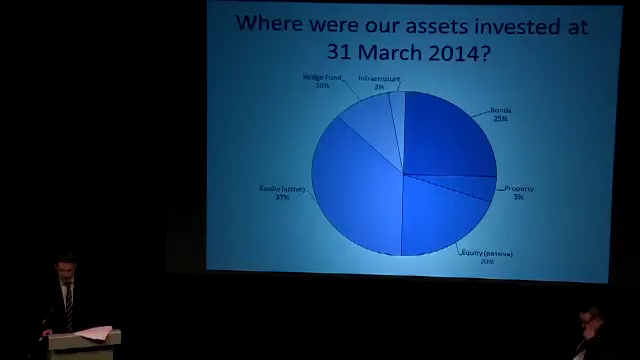 Where were our assets invested at
31 March 2014?
Hedge Fund
10%
Infrastruture
3%
Bonds
25%
Property
5%
Equity (passive)
20%
Equity (active)
37%